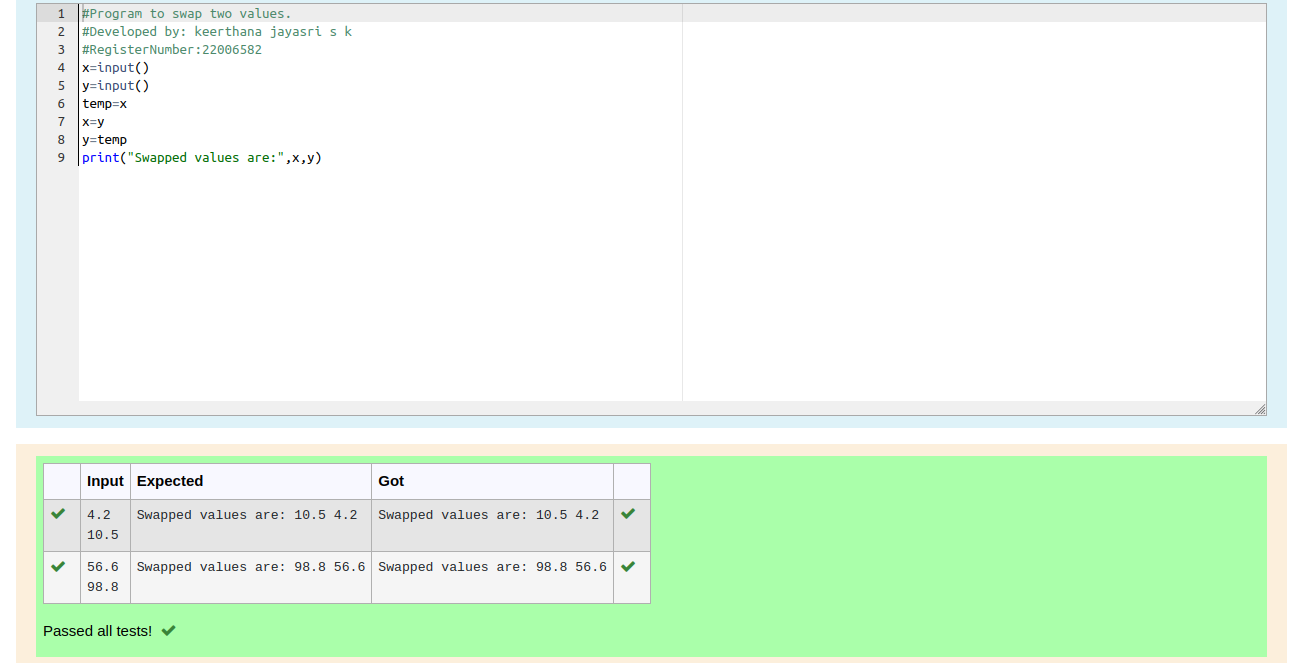 1 #Program to swap two values.
2 #Developed by: keerthana jayasri s k
3 #RegisterNumber:22006582
4 x=input()
5 y=input()
6 temp=x
7 x=y
8 y=temp
9 print("Swapped values are:",x,y)
Input Expected Got
4.2 Swapped values are: 10.5 4.2 Swapped values are: 10.5 4.2
10.5
56.6 Swapped values are: 98.8 56.6 Swapped values are: 98.8 56.6
98.8
Passed all tests!